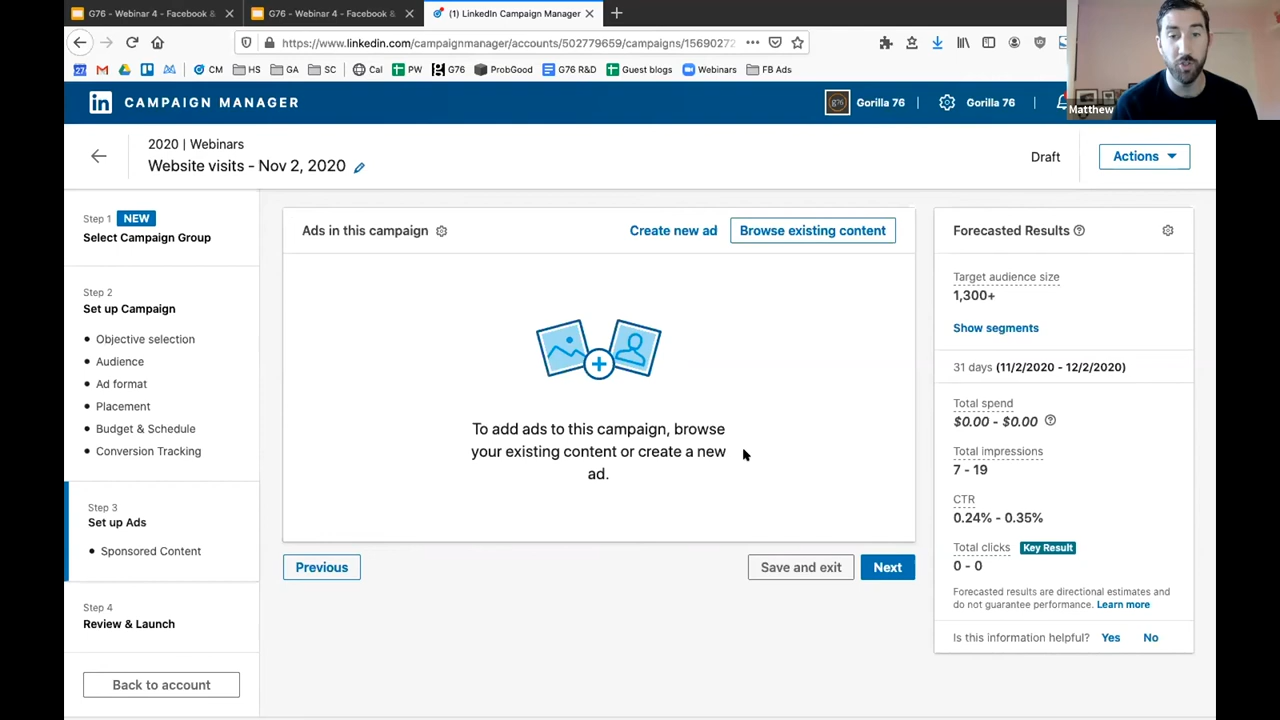 G76 - Webinar 4 - Facebook &
G76 - Webinar 4 - Facebook &
(1) LinkedIn Campaign Manager
https://www.linkedin.com/campaignmanager/accounts/502779659/campaigns/15690272
27
CM
HS
GA
SC
Cal
PW
G76
ProbGood
G76 R&D
Guest blogs
Webinars
FB Ads
Matthew
in CAMPAIGN MANAGER
g76
Gorilla 76
Gorilla 76
2020 | Webinars
Website visits - Nov 2, 2020
Draft
Actions
Step 1 NEW
Select Campaign Group
Step 2
Set up Campaign
Objective selection
Audience
Ad format
Placement
Budget & Schedule
Conversion Tracking
Step 3
Set up Ads
Sponsored Content
Step 4
Review & Launch
Back to account
Ads in this campaign
Create new ad
Browse existing content
To add ads to this campaign, browse
your existing content or create a new
ad.
Previous
Save and exit
Next
Forecasted Results
Target audience size
1,300+
Show segments
31 days (11/2/2020 - 12/2/2020)
Total spend
$0.00 - $0.00
Total impressions
7 - 19
CTR
0.24% - 0.35%
Total clicks Key Result
0 - 0
Forecasted results are directional estimates and
do not guarantee performance. Learn more
Is this information helpful? Yes No